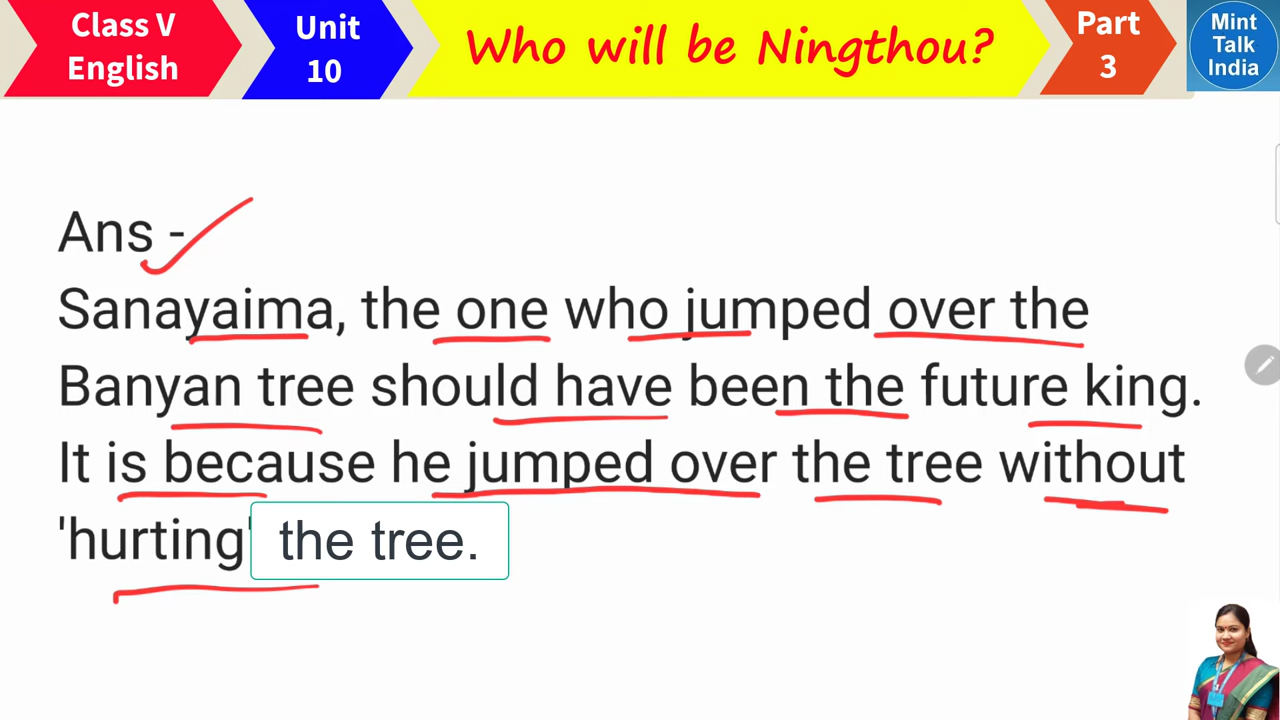 Class V
English
Unit
10
Who will be Ningthou?
Part
3
Mint
Talk
India
Ans -
Sanayaima, the one who jumped over the
Banyan tree should have been the future king.
It is because he jumped over the tree without
'hurting' the tree.